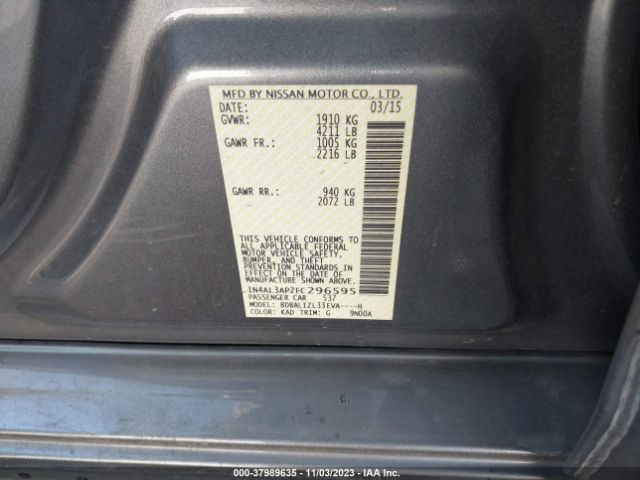 MFD BY NISSAN MOTOR CO., LTD.
DATE: 03/15
GVWR: 1910 KG
4211 LB
GAWR FR.: 1005 KG
2216 LB
GAWR RR.: 940 KG
2072 LB
THIS VEHICLE CONFORMS TO
ALL APPLICABLE FEDERAL
MOTOR VEHICLE SAFETY,
BUMPER, AND THEFT
PREVENTION STANDARDS IN
EFFECT ON THE DATE OF
MANUFACTURE SHOWN ABOVE.
1N4AL3AP2FC296595
PASSENGER CAR 537
MODEL: BDBALIZL33EVA----H
COLOR: KAD TRIM: G 9N00A
000-37989635 - 11/03/2023 - IAA Inc.